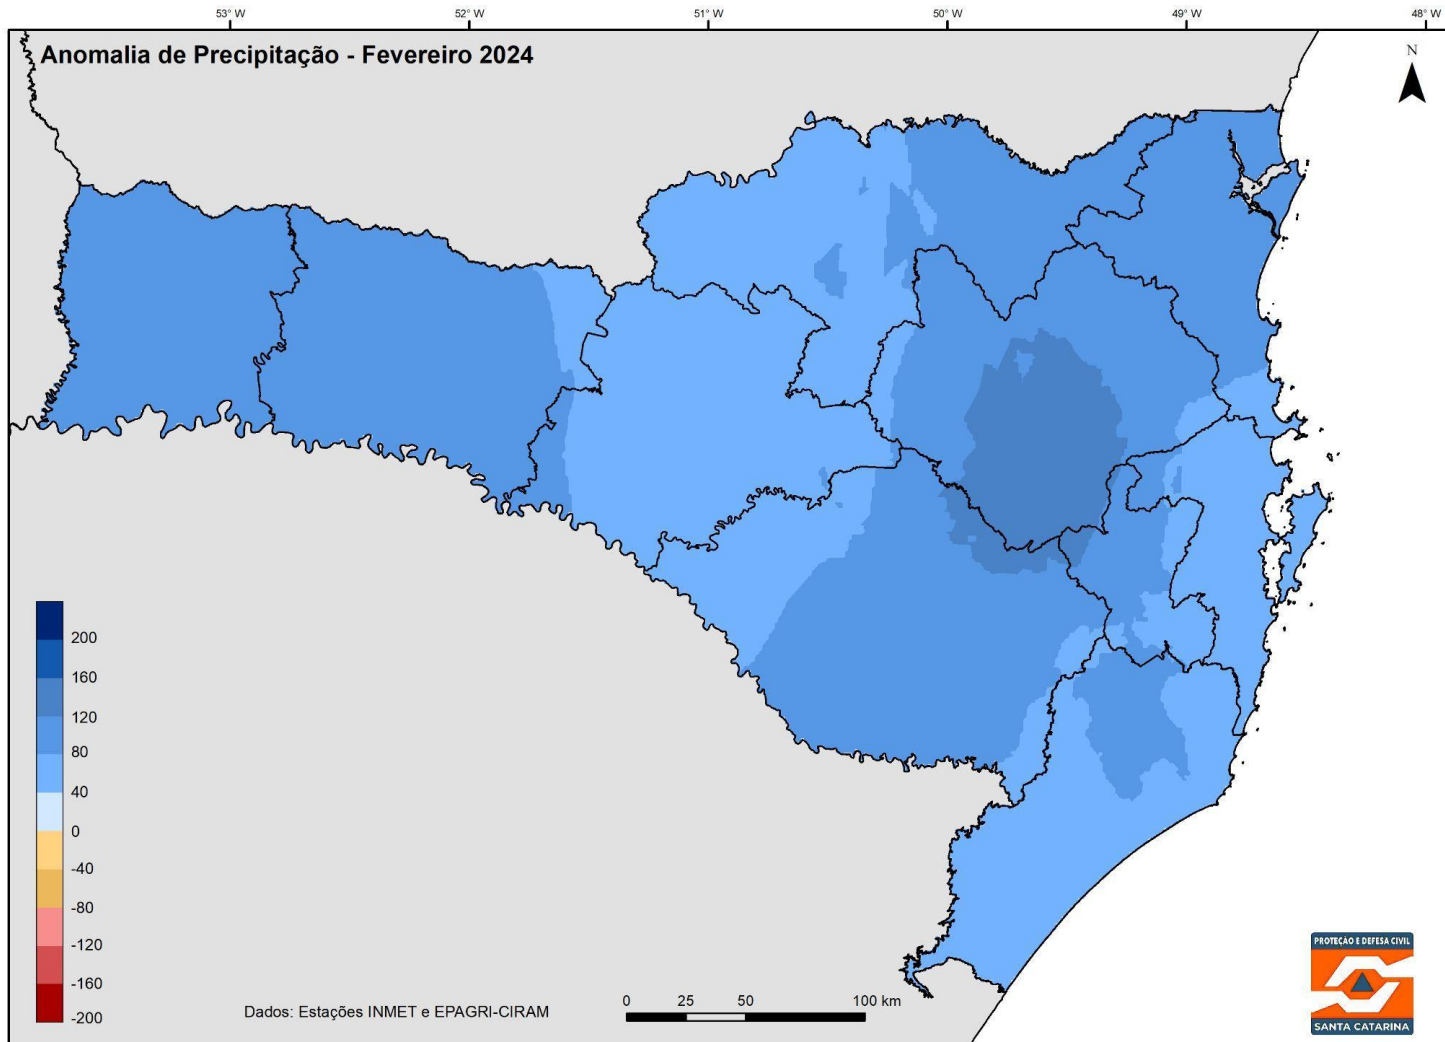 53° W
52° W
51° W
50° W
49° W
48° W
Anomalia de Precipitação - Fevereiro 2024
N
200
160
120
80
40
0
-40
-80
-120
-160
-200
Dados: Estações INMET e EPAGRI-CIRAM
0 25 50 100 km
PROTEÇÃO E DEFESA CIVIL
SANTA CATARINA